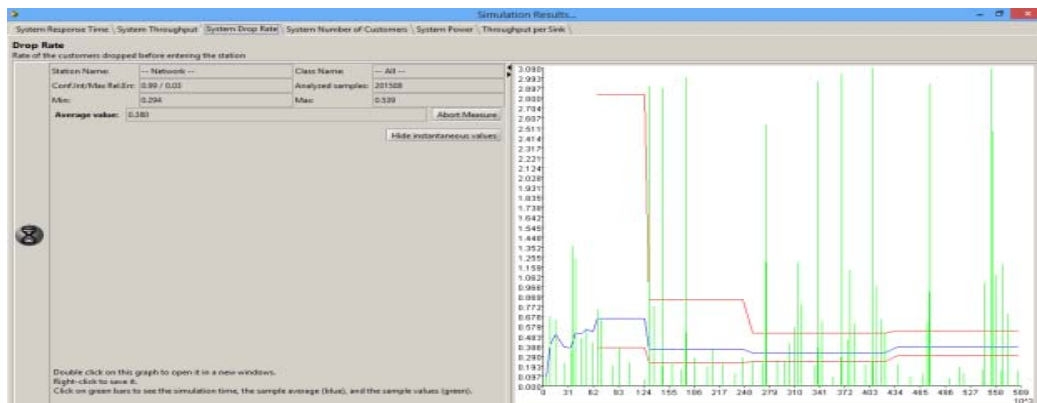 Simulation Results...
System Response Time System Throughput System Drop Rate System Number of Customers System Power Throughput per Sink
Drop Rate
Rate of the customers dropped before entering the station
Station Name: -- Network -- Class Name: -- All --
Conf.Int/Max Rel.Err: 0.99 / 0.03 Analyzed samples: 201508
Min: 0.294 Max: 0.539
Average value: 0.380 Abort Measure
Hide instantaneous values
Double click on this graph to open it in a new windows.
Right-click to save it.
Click on green bars to see the simulation time, the sample average (blue), and the sample values (green).
3.090
2.993
2.897
2.800
2.704
2.607
2.511
2.414
2.317
2.221
2.124
2.028
1.931
1.835
1.738
1.642
1.545
1.448
1.352
1.255
1.159
1.062
0.966
0.869
0.772
0.676
0.579
0.483
0.386
0.290
0.193
0.097
0.000
0 31 62 93 124 155 186 217 248 279 310 341 372 403 434 465 496 527 558 589
10^3